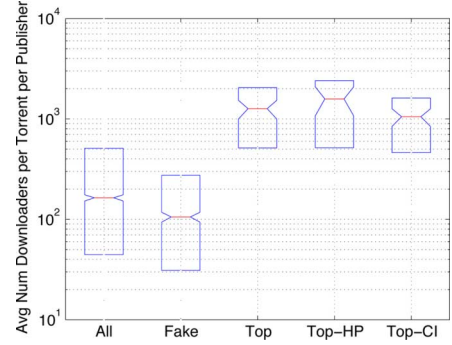 Avg Num Downloaders per Torrent per Publisher
10^4
10^3
10^2
10^1
All Fake Top Top-HP Top-CI